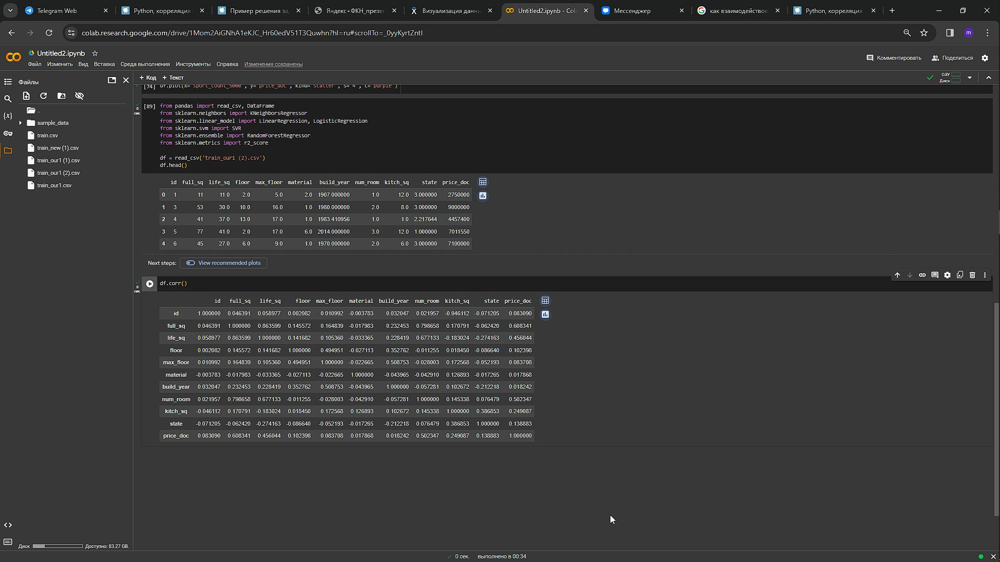 Telegram Web
Python, корреляция
Пример решения за
Яндекс+ФКН_презе
Визуализация данн
Untitled2.ipynb - Col
Мессенджер
как взаимодействов
Python, корреляция
colab.research.google.com/drive/1Mom2AiGNhA1eKJC_Hr60edV51T3Quwhn?hl=ru#scrollTo=_0yyKyrtZntI
m
Untitled2.ipynb
Комментировать Поделиться
Файл Изменить Вид Вставка Среда выполнения Инструменты Справка Изменения сохранены
Файлы
+ Код + Текст
ОЗУ
Диск
..
sample_data
train.csv
train_new (1).csv
train_our1 (1).csv
train_our1 (2).csv
train_our1.csv
[74] df.plot(x='sport_count_5000', y='price_doc', kind='scatter', s='4', c='purple')
0
сек.
[89] from pandas import read_csv, DataFrame
from sklearn.neighbors import KNeighborsRegressor
from sklearn.linear_model import LinearRegression, LogisticRegression
from sklearn.svm import SVR
from sklearn.ensemble import RandomForestRegressor
from sklearn.metrics import r2_score
df = read_csv('train_our1 (2).csv')
df.head()
id full_sq life_sq floor max_floor material build_year num_room kitch_sq state price_doc
0 1 11 11.0 2.0 5.0 2.0 1907.000000 1.0 12.0 3.000000 2750000
1 3 53 30.0 10.0 16.0 1.0 1980.000000 2.0 8.0 3.000000 9000000
2 4 41 37.0 13.0 17.0 1.0 1983.410956 1.0 1.0 2.217644 4457400
3 5 77 41.0 2.0 17.0 6.0 2014.000000 3.0 12.0 1.000000 7011550
4 6 45 27.0 6.0 9.0 1.0 1970.000000 2.0 6.0 3.000000 7100000
Next steps: View recommended plots
0
сек.
df.corr()
id full_sq life_sq floor max_floor material build_year num_room kitch_sq state price_doc
id 1.000000 0.046391 0.058977 0.002082 0.010992 -0.003783 0.032047 0.021957 -0.046112 -0.071205 0.083090
full_sq 0.046391 1.000000 0.863599 0.145572 0.164839 -0.017983 0.232453 0.798658 0.170791 -0.062420 0.608341
life_sq 0.058977 0.863599 1.000000 0.141682 0.105360 -0.033365 0.228419 0.677133 -0.183024 -0.274163 0.456044
floor 0.002082 0.145572 0.141682 1.000000 0.494951 -0.027113 0.352762 -0.011255 0.018450 -0.086640 0.102398
max_floor 0.010992 0.164839 0.105360 0.494951 1.000000 -0.022665 0.508753 -0.028003 0.172568 -0.052193 0.083708
material -0.003783 -0.017983 -0.033365 -0.027113 -0.022665 1.000000 -0.043965 -0.042910 0.126893 -0.017265 0.017868
build_year 0.032047 0.232453 0.228419 0.352762 0.508753 -0.043965 1.000000 -0.057281 0.102672 -0.212218 0.018242
num_room 0.021957 0.798658 0.677133 -0.011255 -0.028003 -0.042910 -0.057281 1.000000 0.145338 0.076479 0.502347
kitch_sq -0.046112 0.170791 -0.183024 0.018450 0.172568 0.126893 0.102672 0.145338 1.000000 0.386853 0.249087
state -0.071205 -0.062420 -0.274163 -0.086640 -0.052193 -0.017265 -0.212218 0.076479 0.386853 1.000000 0.138883
price_doc 0.083090 0.608341 0.456044 0.102398 0.083708 0.017868 0.018242 0.502347 0.249087 0.138883 1.000000
Диск Доступно: 83.27 GB.
0 сек. выполнено в 00:34